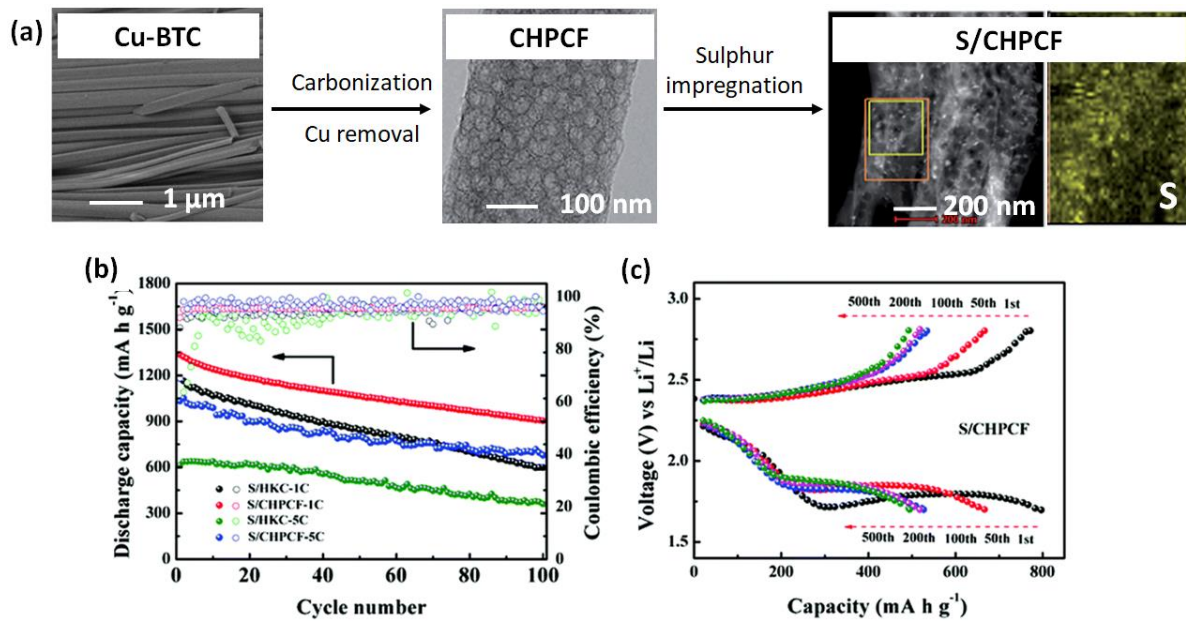 (a)
Cu-BTC
1 μm
Carbonization
Cu removal
CHPCF
100 nm
Sulphur
impregnation
S/CHPCF
200 nm
S
(b)
Discharge capacity (mA h g⁻¹)
1800
1500
1200
900
600
300
0
S/HKC-1C
S/CHPCF-1C
S/HKC-5C
S/CHPCF-5C
100
80
60
40
20
0
Coulombic efficiency (%)
0 20 40 60 80 100
Cycle number
(c)
Voltage (V) vs Li⁺/Li
3.0
2.5
2.0
1.5
500th 200th 100th 50th 1st
S/CHPCF
500th 200th 100th 50th 1st
0 200 400 600 800
Capacity (mA h g⁻¹)